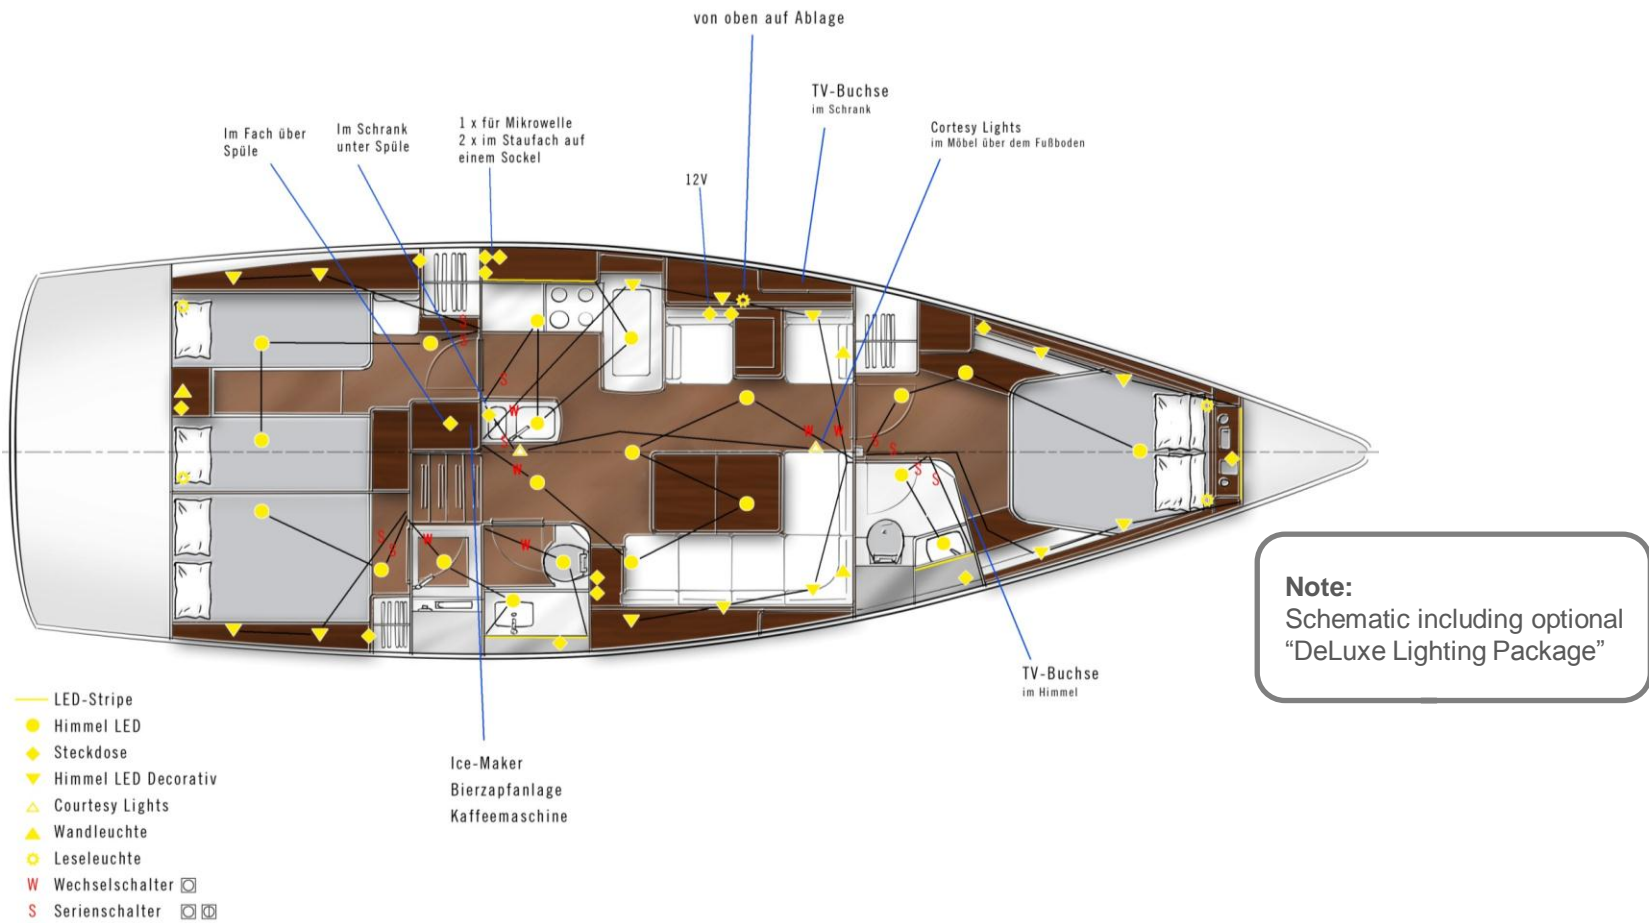 von oben auf Ablage
TV-Buchse
im Schrank
Im Fach über
Spüle
Im Schrank
unter Spüle
1 x für Mikrowelle
2 x im Staufach auf
einem Sockel
Cortesy Lights
im Möbel über dem Fußboden
12V
S
S
S
W
S
W
W
W
S
S
S
S
S
S
W
W
Note:
Schematic including optional
“DeLuxe Lighting Package”
TV-Buchse
im Himmel
LED-Stripe
Himmel LED
Steckdose
Himmel LED Decorativ
Courtesy Lights
Wandleuchte
Leseleuchte
W Wechselschalter
S Serienschalter
Ice-Maker
Bierzapfanlage
Kaffeemaschine